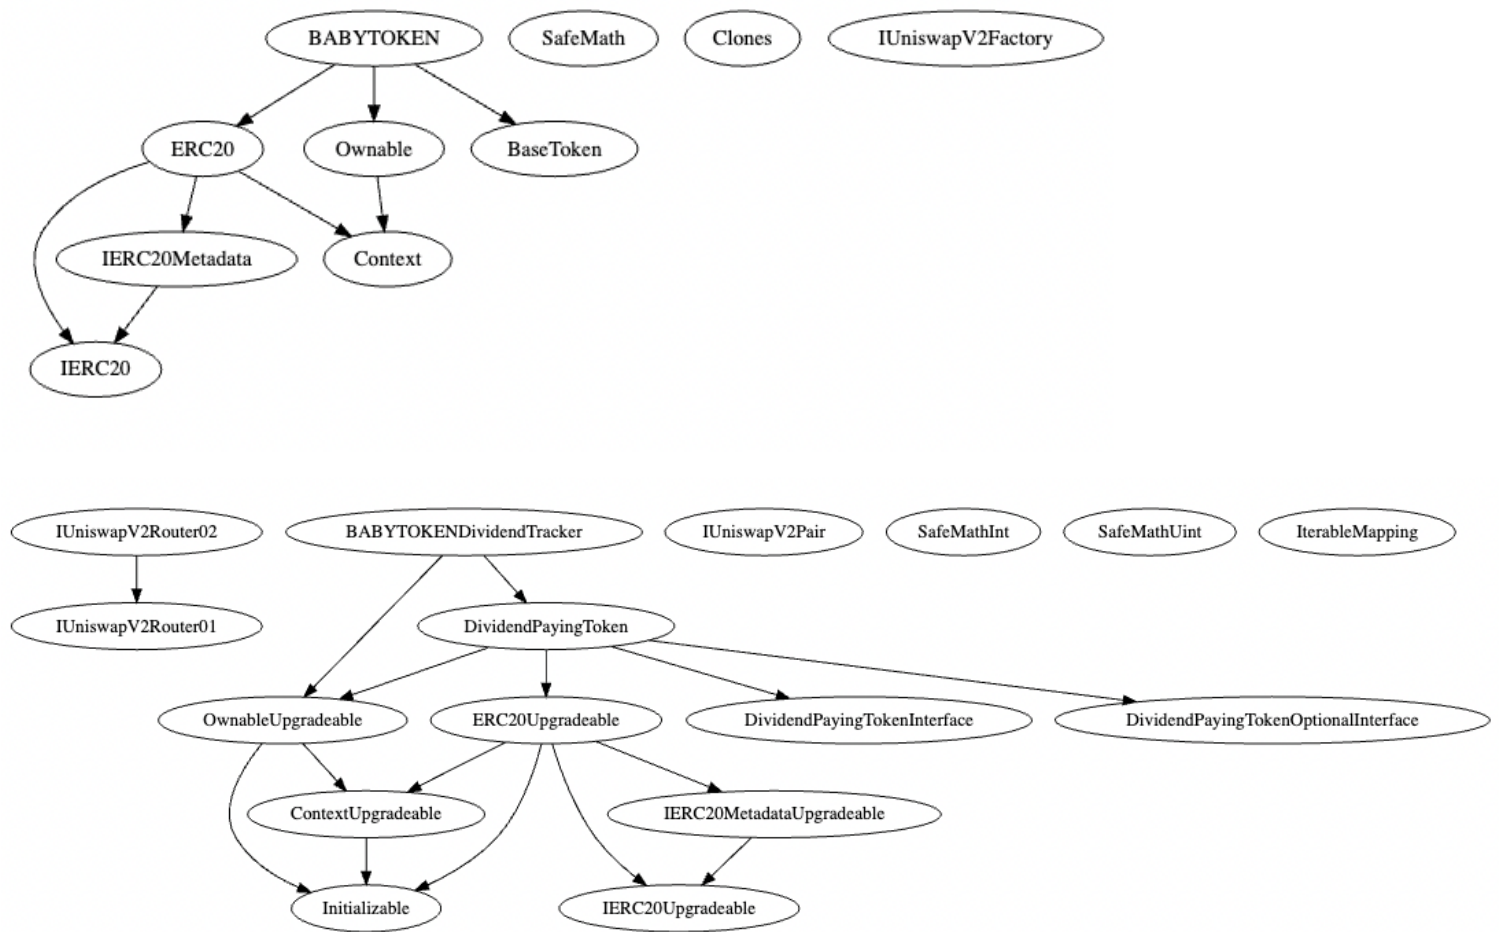 BABYTOKEN
SafeMath
Clones
IUniswapV2Factory
ERC20
Ownable
BaseToken
IERC20Metadata
Context
IERC20
IUniswapV2Router02
BABYTOKENDividendTracker
IUniswapV2Pair
SafeMathInt
SafeMathUint
IterableMapping
IUniswapV2Router01
DividendPayingToken
OwnableUpgradeable
ERC20Upgradeable
DividendPayingTokenInterface
DividendPayingTokenOptionalInterface
ContextUpgradeable
IERC20MetadataUpgradeable
Initializable
IERC20Upgradeable